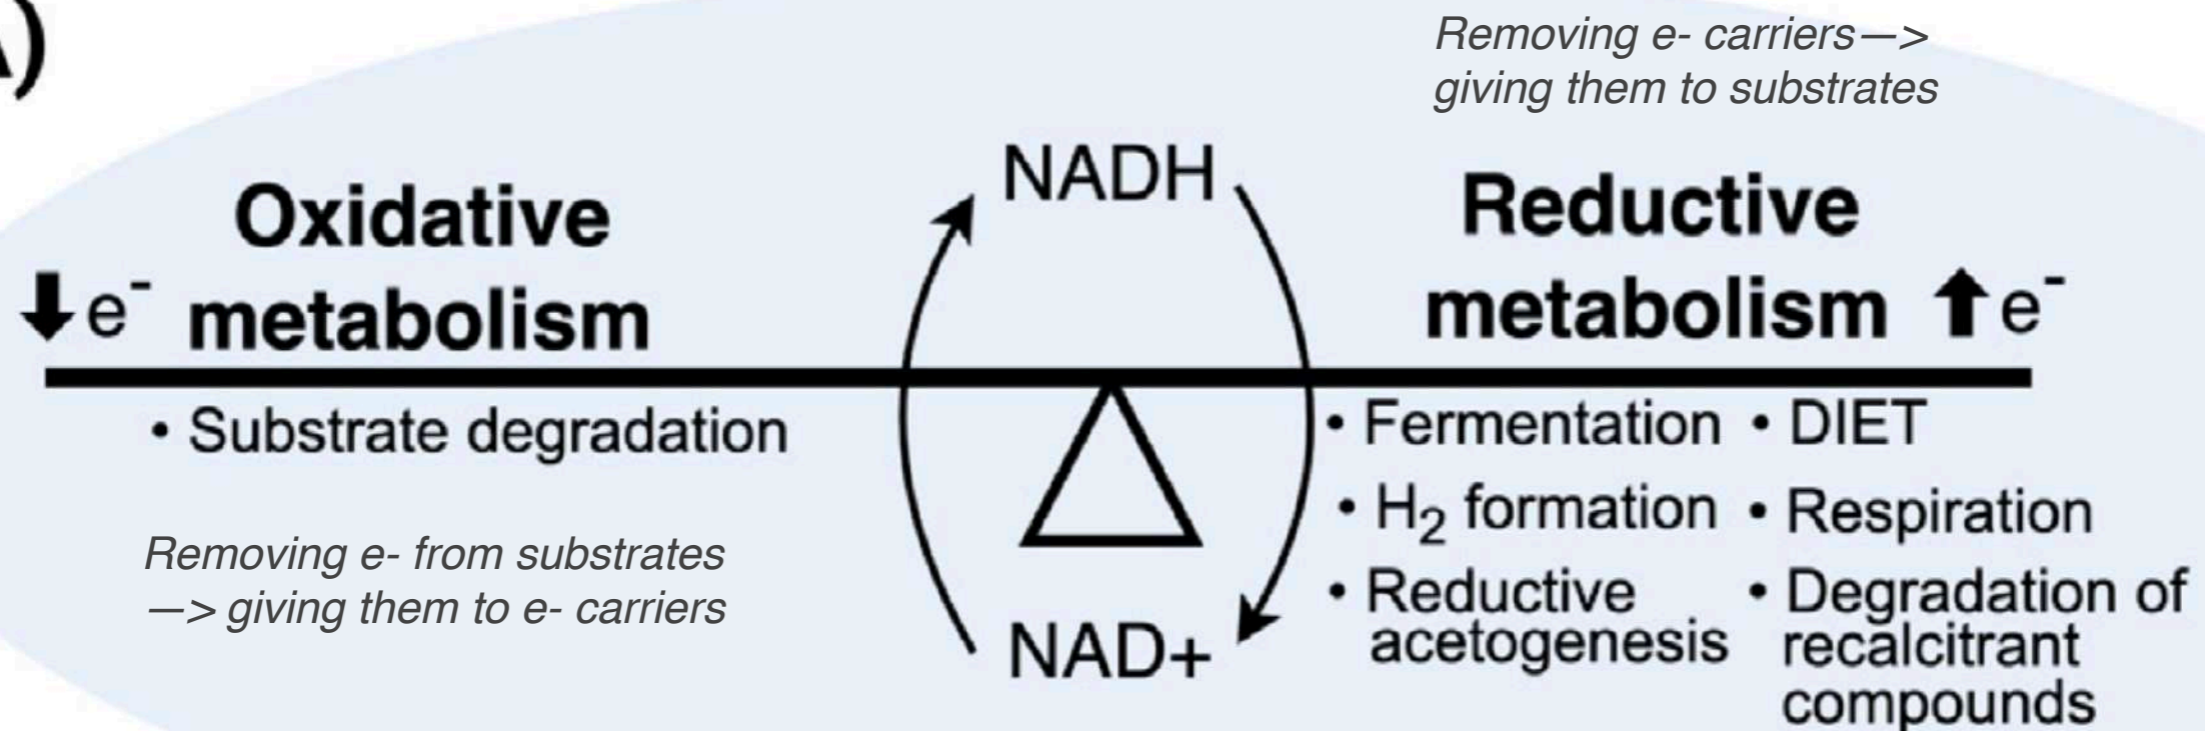 A)
Removing e- carriers—>
giving them to substrates
NADH
Oxidative
metabolism
↓e⁻
Reductive
metabolism
↑e⁻
• Substrate degradation
Removing e- from substrates
—> giving them to e- carriers
NAD+
• Fermentation
• H₂ formation
• Reductive
acetogenesis
• DIET
• Respiration
• Degradation of
recalcitrant
compounds